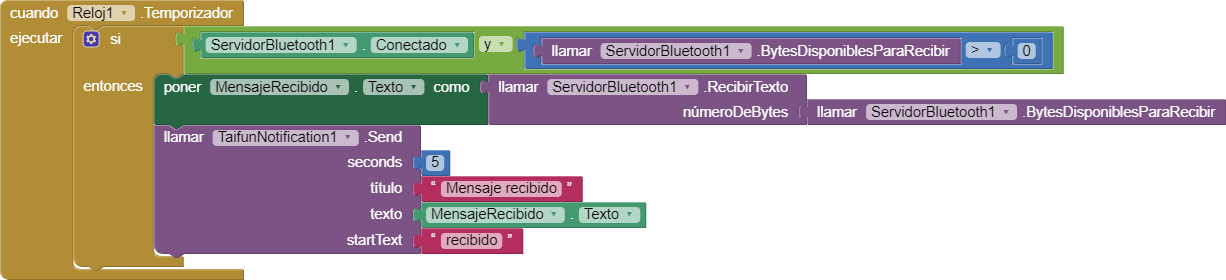 cuando Reloj1 .Temporizador
ejecutar si ServidorBluetooth1 . Conectado y llamar ServidorBluetooth1 .BytesDisponiblesParaRecibir > 0
entonces poner MensajeRecibido . Texto como llamar ServidorBluetooth1 .RecibirTexto
númeroDeBytes llamar ServidorBluetooth1 .BytesDisponiblesParaRecibir
llamar TaifunNotification1 .Send
seconds 5
título “ Mensaje recibido ”
texto MensajeRecibido . Texto
startText “ recibido ”